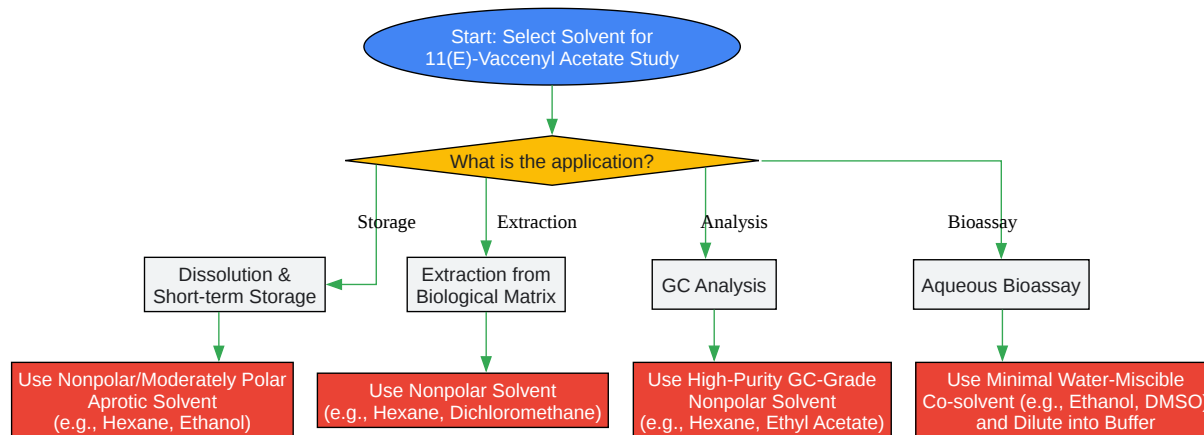 Start: Select Solvent for
11(E)-Vaccenyl Acetate Study
What is the application?
Storage
Extraction
Analysis
Bioassay
Dissolution &
Short-term Storage
Extraction from
Biological Matrix
GC Analysis
Aqueous Bioassay
Use Nonpolar/Moderately Polar
Aprotic Solvent
(e.g., Hexane, Ethanol)
Use Nonpolar Solvent
(e.g., Hexane, Dichloromethane)
Use High-Purity GC-Grade
Nonpolar Solvent
(e.g., Hexane, Ethyl Acetate)
Use Minimal Water-Miscible
Co-solvent (e.g., Ethanol, DMSO)
and Dilute into Buffer